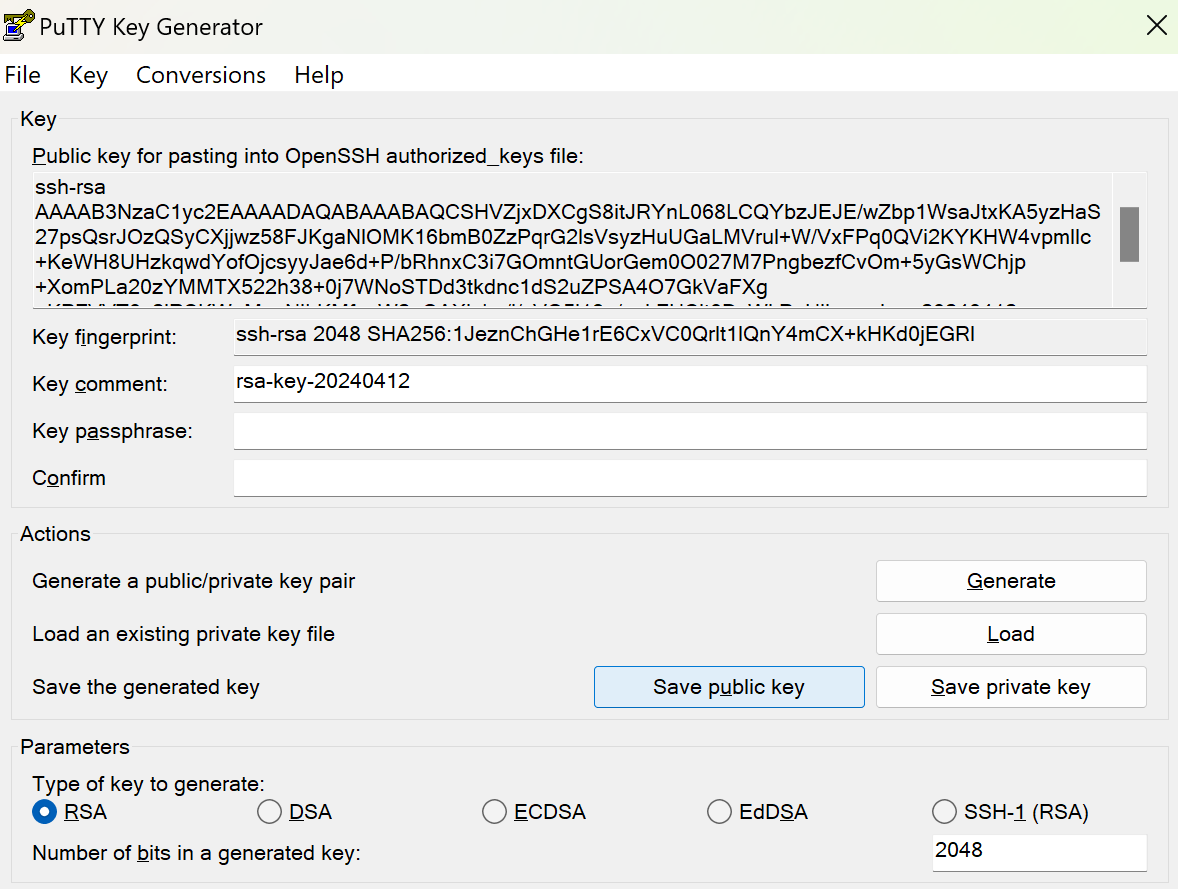 PuTTY Key Generator
File Key Conversions Help
Key
Public key for pasting into OpenSSH authorized_keys file:
ssh-rsa
AAAAB3NzaC1yc2EAAAADAQABAAABAQCSHVZjxDXCgS8itJRYnL068LCQYbzJEJE/wZbp1WsaJtxKA5yzHaS
27psQsrJOzQSyCXjjwz58FJKgaNlOMK16bmB0ZzPqrG2lsVsyzHuUGaLMVruI+W/VxFPq0QVi2KYKHW4vpmllc
+KeWH8UHzkqwdYofOjcsyyJae6d+P/bRhnxC3i7GOmntGUorGem0O027M7PngbezfCvOm+5yGsWChjp
+XomPLa20zYMMTX522h38+0j7WNoSTDd3tkdnc1dS2uZPSA4O7GkVaFXg
Key fingerprint: ssh-rsa 2048 SHA256:1JeznChGHe1rE6CxVC0Qrlt1lQnY4mCX+kHKd0jEGRI
Key comment: rsa-key-20240412
Key passphrase:
Confirm
Actions
Generate a public/private key pair Generate
Load an existing private key file Load
Save the generated key Save public key Save private key
Parameters
Type of key to generate:
RSA DSA ECDSA EdDSA SSH-1 (RSA)
Number of bits in a generated key: 2048